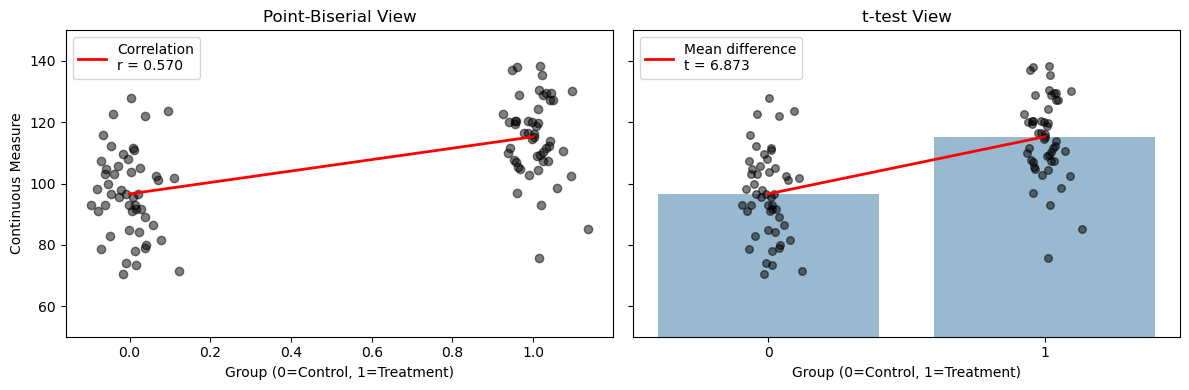 Point-Biserial View
Correlation
r = 0.570
Continuous Measure
140
120
100
80
60
0.0 0.2 0.4 0.6 0.8 1.0
Group (0=Control, 1=Treatment)
t-test View
Mean difference
t = 6.873
0 1
Group (0=Control, 1=Treatment)